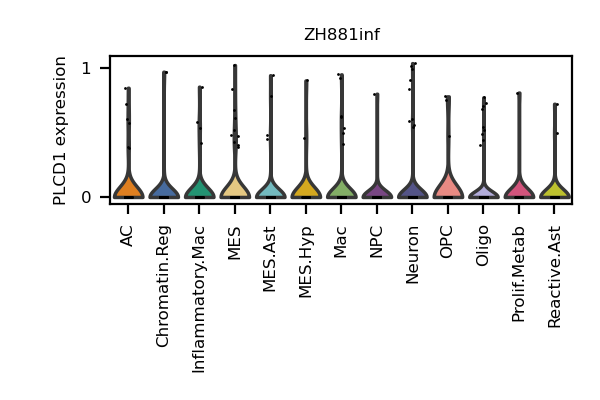 ZH881inf
PLCD1 expression
1
0
AC
Chromatin.Reg
Inflammatory.Mac
MES
MES.Ast
MES.Hyp
Mac
NPC
Neuron
OPC
Oligo
Prolif.Metab
Reactive.Ast